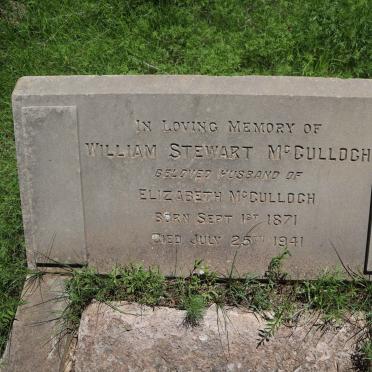 In Loving Memory of
William Stewart McCulloch
Beloved Husband of
Elizabeth McCulloch
Born Sept 1st 1871
Died July 25th 1941